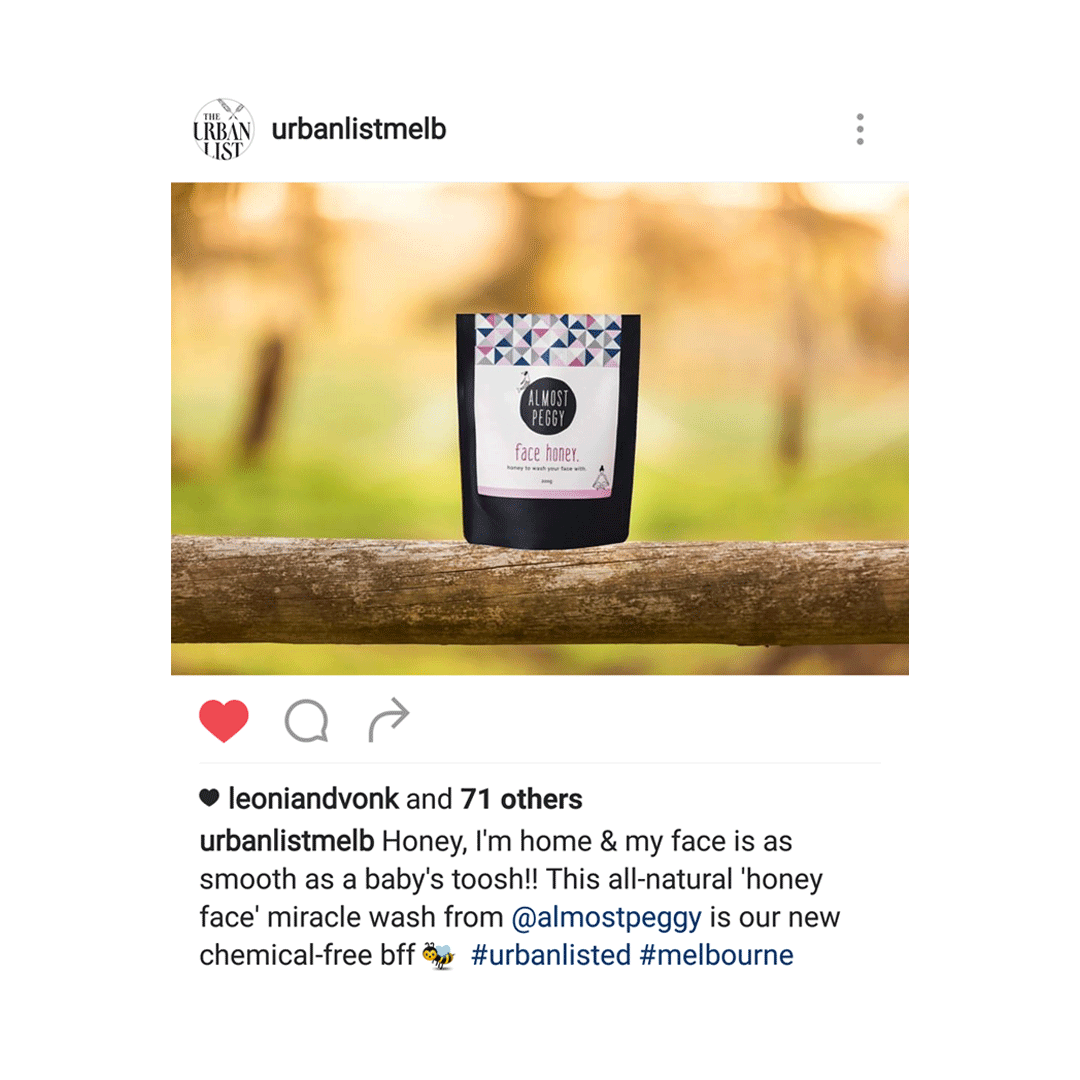 THE
URBAN
LIST
urbanlistmelb
ALMOST
PEGGY
face honey.
honey to wash your face with.
200g
leoniandvonk and 71 others
urbanlistmelb Honey, I'm home & my face is as
smooth as a baby's toosh!! This all-natural 'honey
face' miracle wash from @almostpeggy is our new
chemical-free bff 🐝 #urbanlisted #melbourne